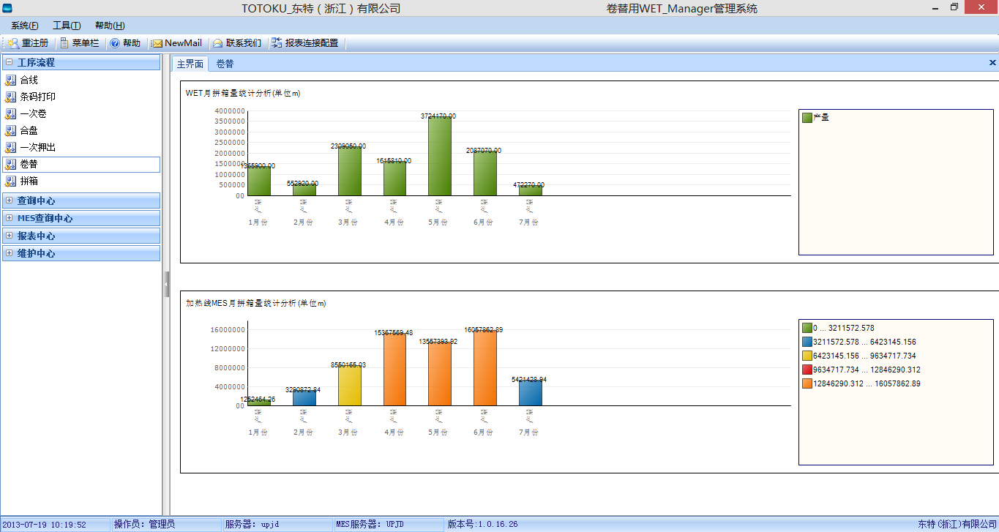 TOTOKU_东特（浙江）有限公司 卷替用WET_Manager管理系统
系统(F) 工具(T) 帮助(H)
重注册 菜单栏 帮助 NewMail 联系我们 报表连接配置
工序流程
合线
条码打印
一次卷
合盘
一次押出
卷替
拼箱
查询中心
MES查询中心
报表中心
维护中心
主界面 卷替
WET月拼箱量统计分析(单位m)
4000000
3500000
3000000
2500000
2000000
1500000
1000000
500000
00
1365900.00 552920.00 2309050.00 1615810.00 3724170.00 2087070.00 472270.00
产量 产量 产量 产量 产量 产量 产量
1月份 2月份 3月份 4月份 5月份 6月份 7月份
产量
加热线MES月拼箱量统计分析(单位m)
16000000
12000000
8000000
4000000
00
1252464.26 3290872.84 8550165.03 15367569.48 13557393.92 16057862.89 5421428.94
产量 产量 产量 产量 产量 产量 产量
1月份 2月份 3月份 4月份 5月份 6月份 7月份
0 ... 3211572.578
3211572.578 ... 6423145.156
6423145.156 ... 9634717.734
9634717.734 ... 12846290.312
12846290.312 ... 16057862.89
2013-07-19 10:19:52 操作员: 管理员 服务器: upjd MES服务器: UPJD 版本号:1.0.16.26 东特(浙江)有限公司